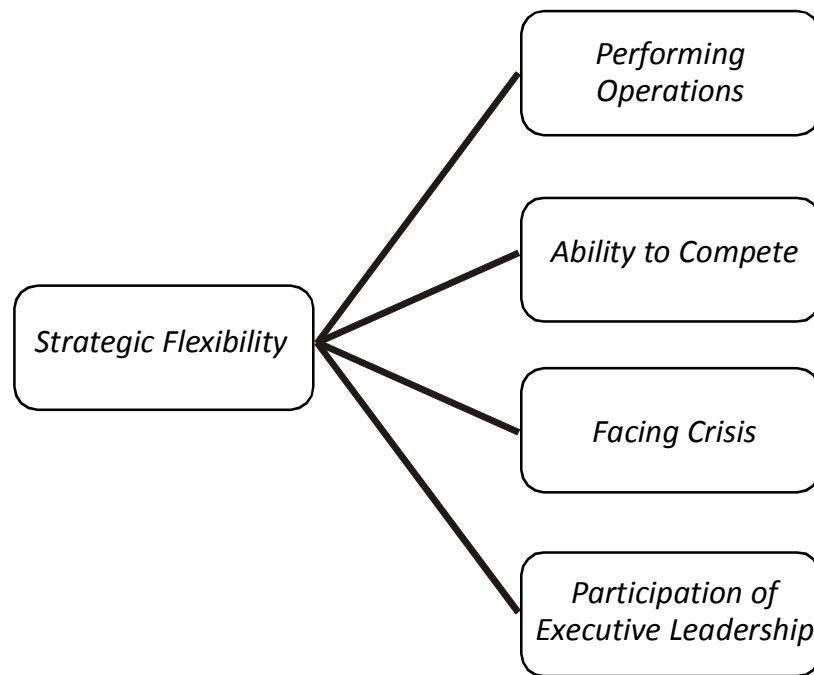 Performing
Operations
Ability to Compete
Strategic Flexibility
Facing Crisis
Participation of
Executive Leadership